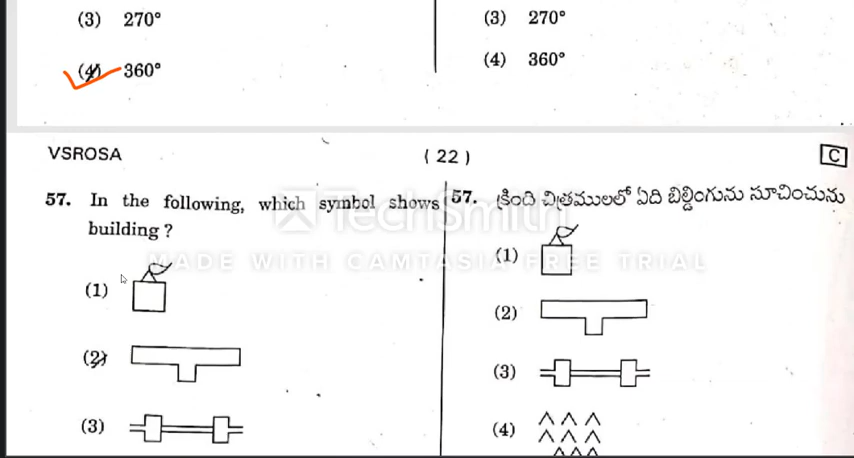 (3) 270°
(4) 360°
(3) 270°
(4) 360°
VSROSA
( 22 )
C
57. In the following, which symbol shows
building ?
(1)
(2)
(3)
57. క్రింది చిత్రములలో ఏది బిల్డింగును సూచించును
(1)
(2)
(3)
(4)
TechSmith
MADE WITH CAMTASIA FREE TRIAL